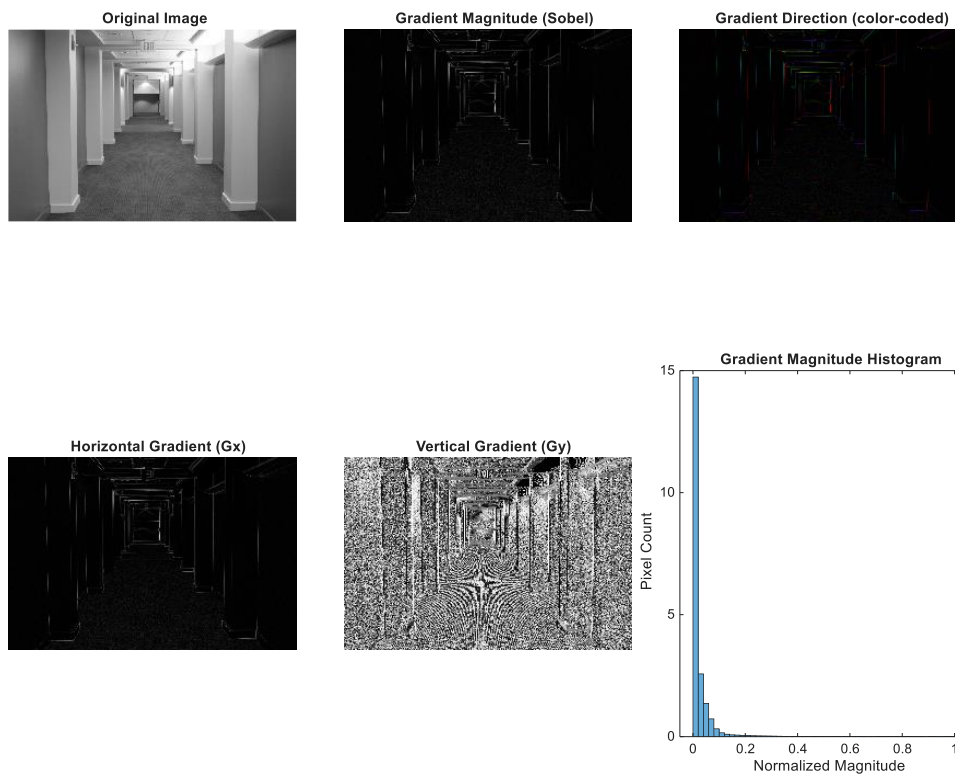 Original Image
Gradient Magnitude (Sobel)
Gradient Direction (color-coded)
Horizontal Gradient (Gx)
Vertical Gradient (Gy)
Gradient Magnitude Histogram
15
10
5
0
Pixel Count
0 0.2 0.4 0.6 0.8 1
Normalized Magnitude